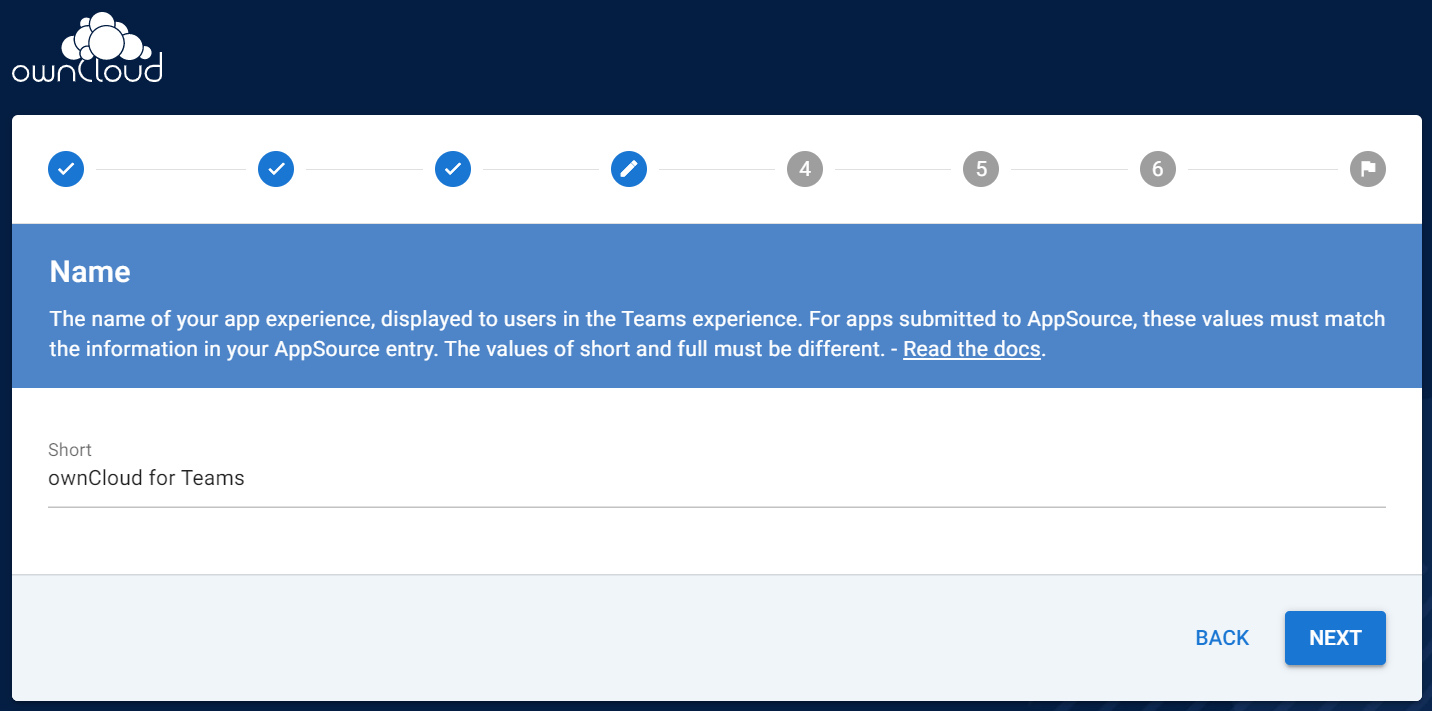 ownCloud
4 5 6
Name
The name of your app experience, displayed to users in the Teams experience. For apps submitted to AppSource, these values must match
the information in your AppSource entry. The values of short and full must be different. - Read the docs.
Short
ownCloud for Teams
BACK NEXT